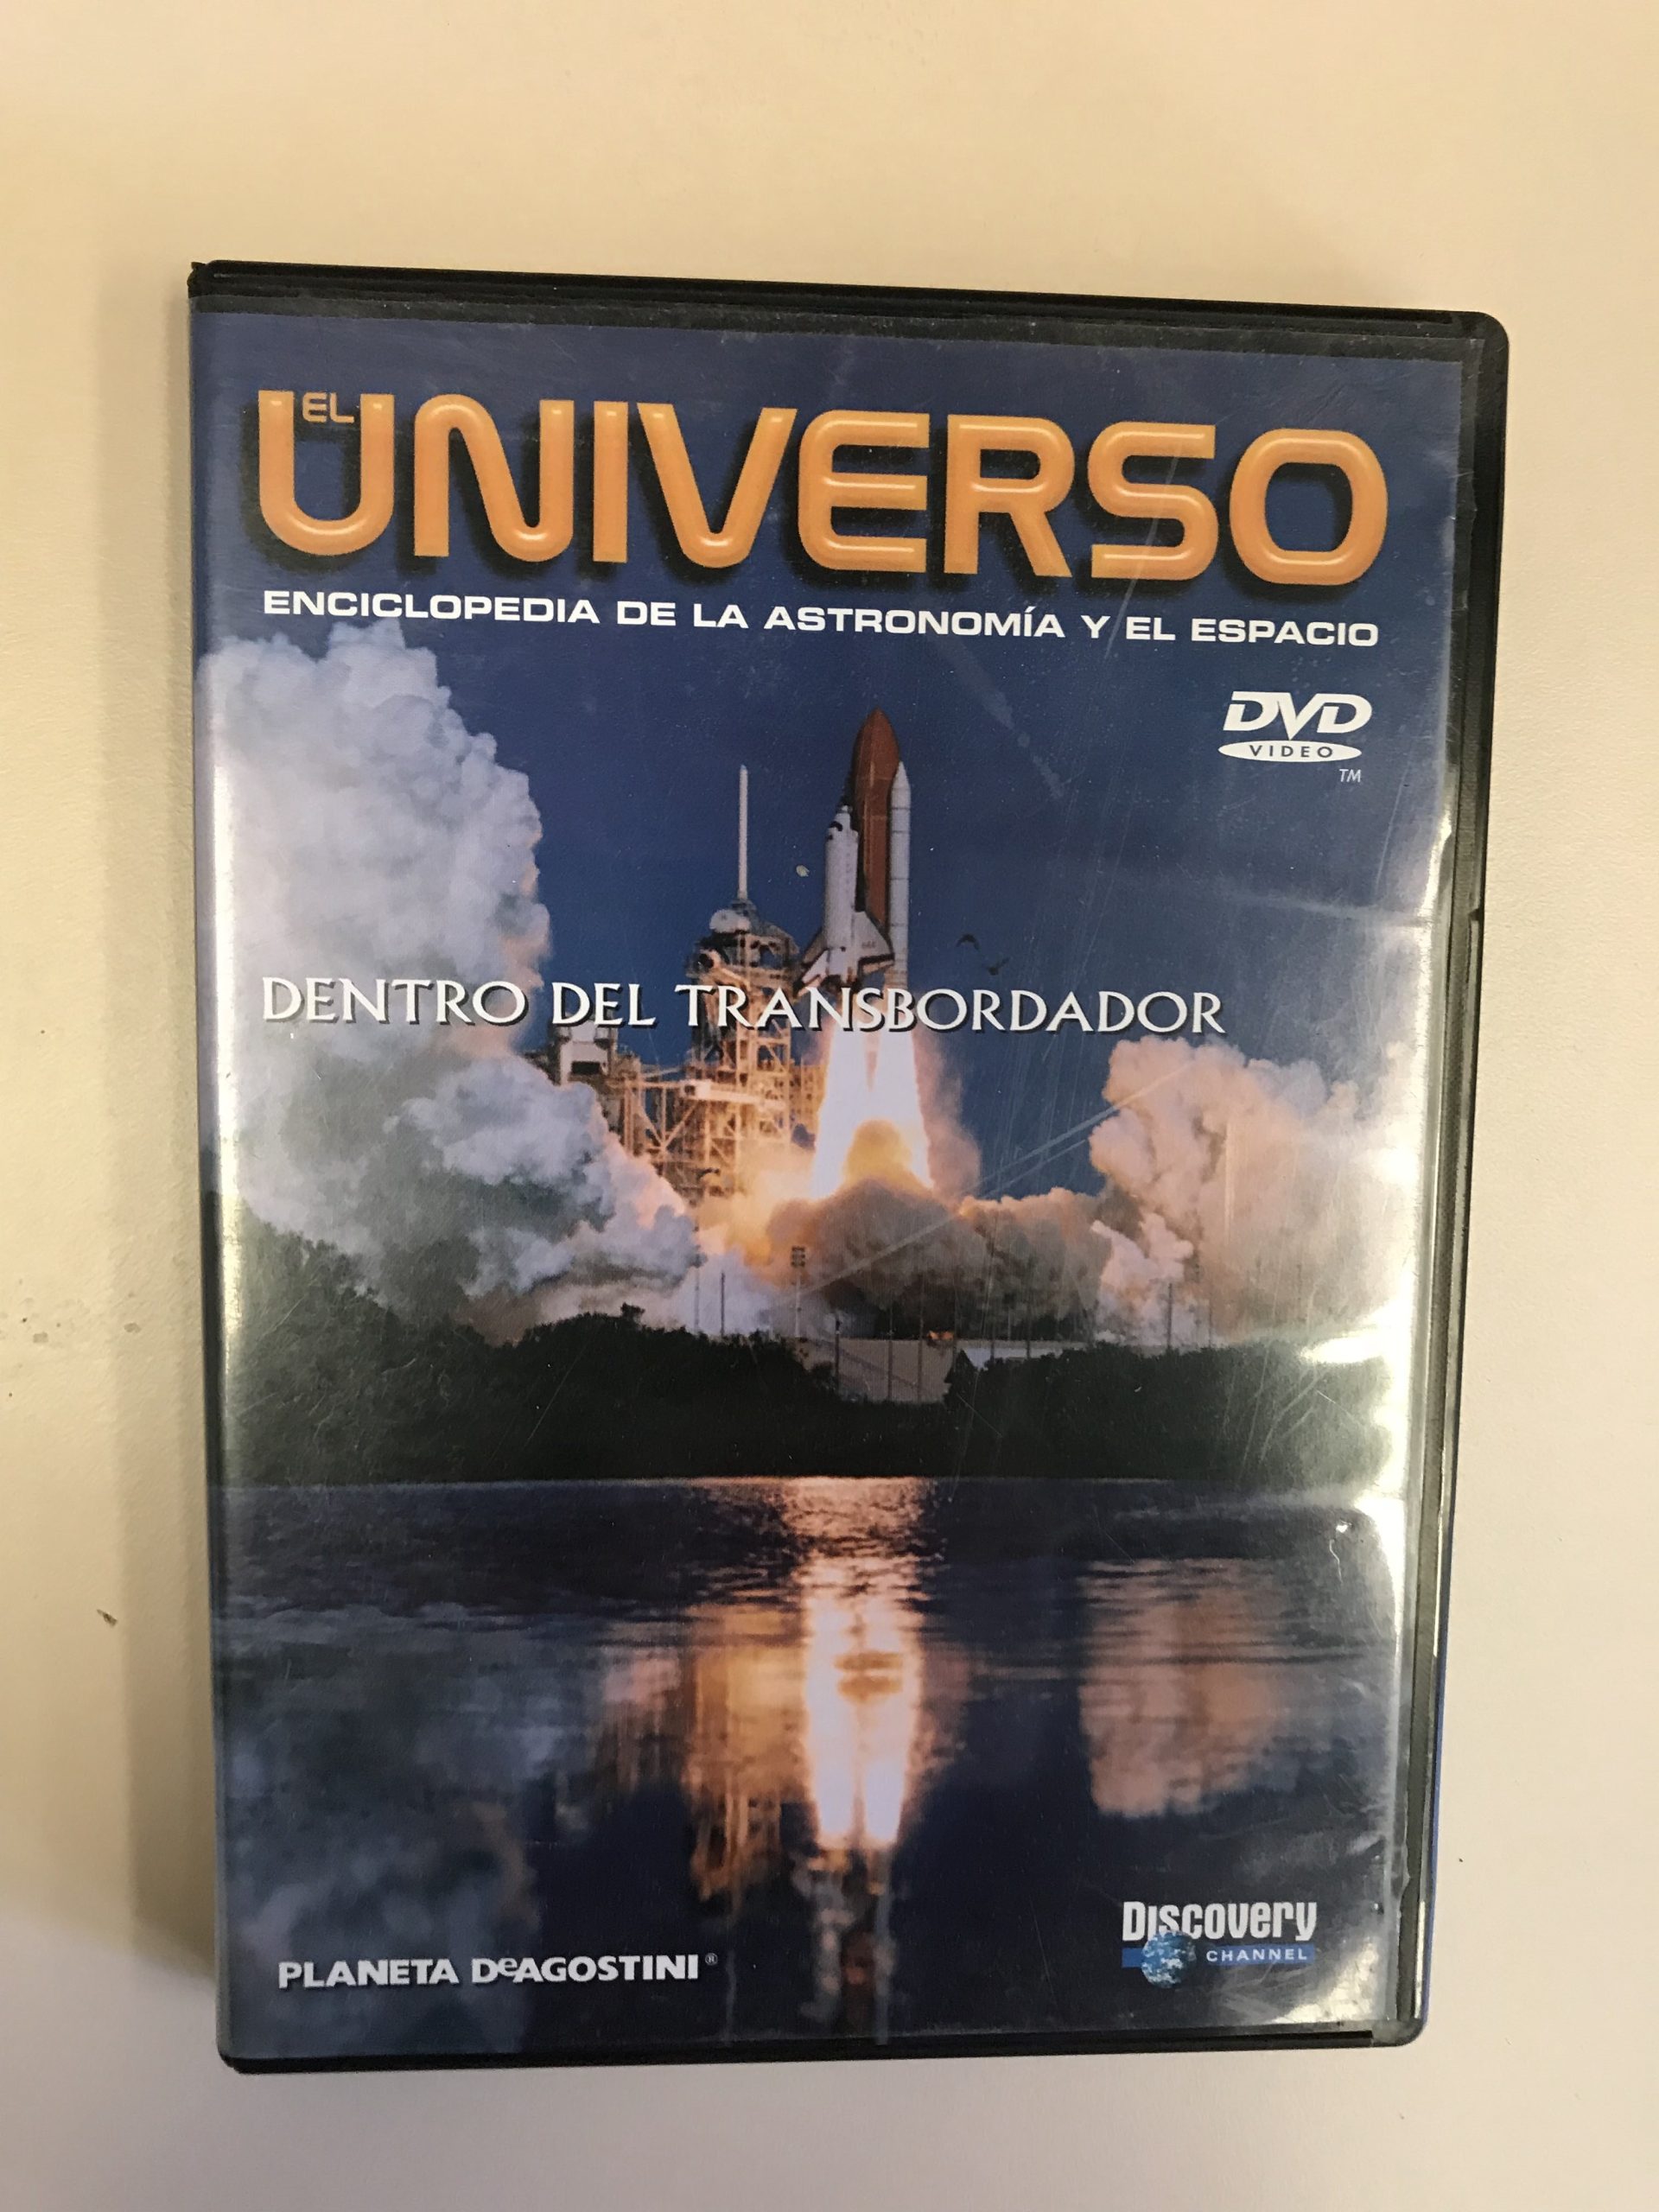 EL
UNIVERSO
ENCICLOPEDIA DE LA ASTRONOMÍA Y EL ESPACIO
DVD
VIDEO
TM
DENTRO DEL TRANSBORDADOR
PLANETA DeAGOSTINI®
Discovery
CHANNEL